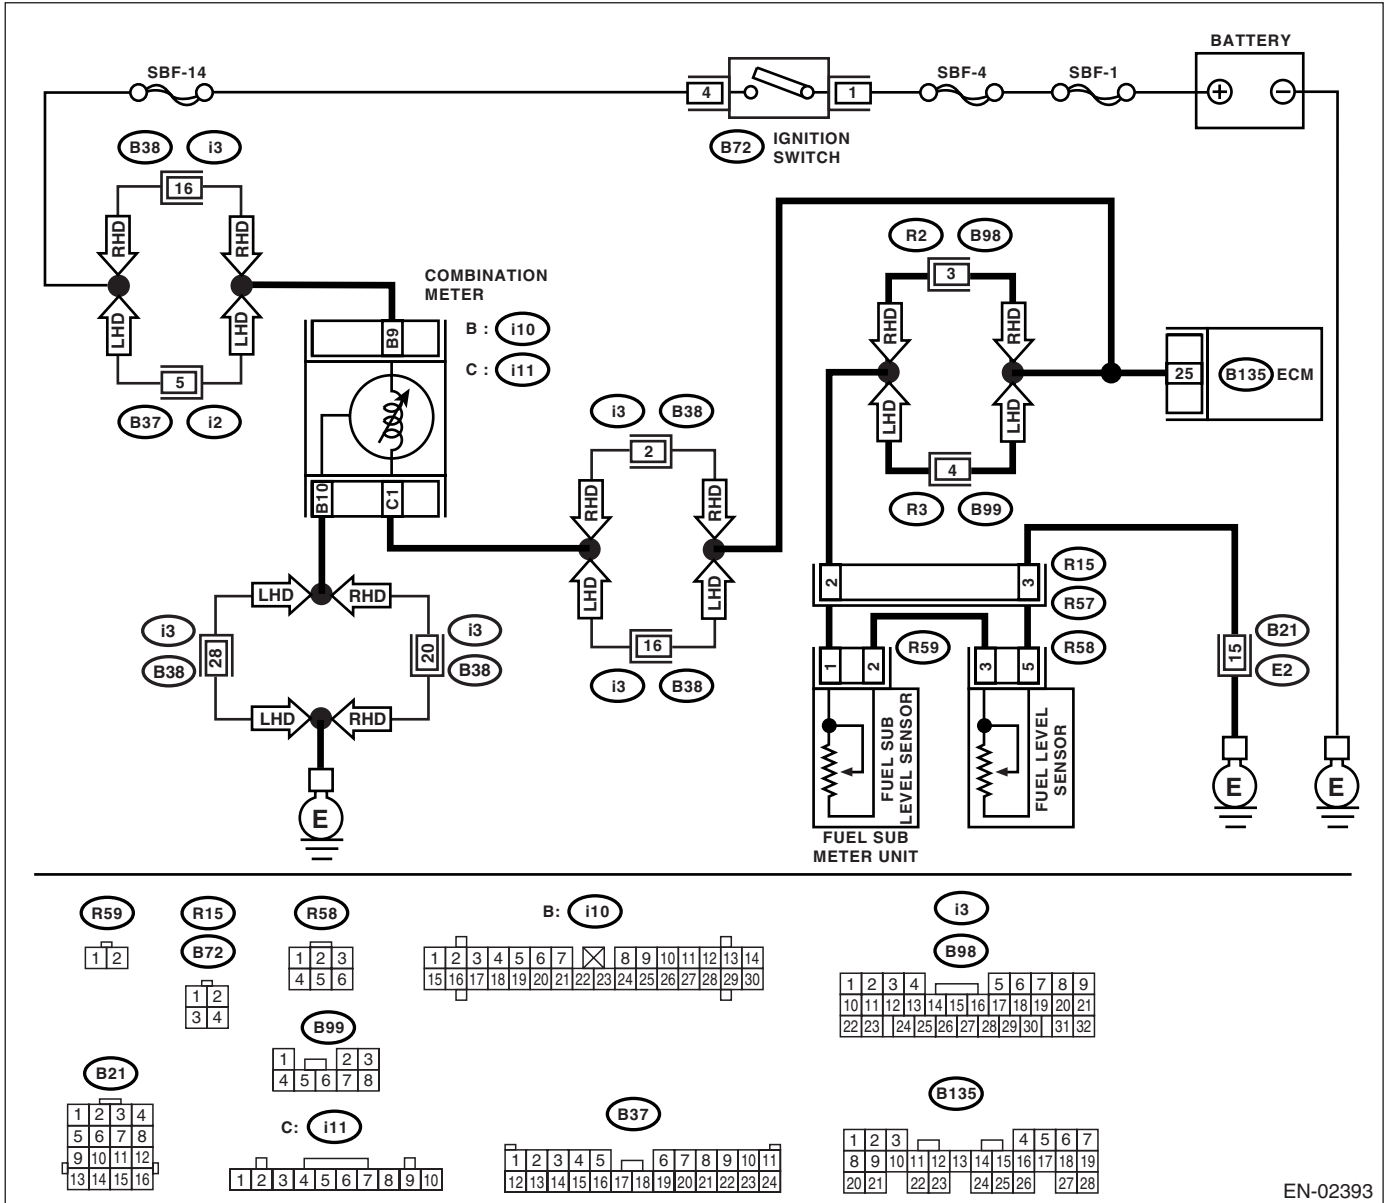 BATTERY
SBF-14
SBF-4
SBF-1
4
1
+
−
B72
IGNITION
SWITCH
B38
i3
16
RHD
RHD
LHD
LHD
5
B37
i2
COMBINATION
METER
B :
i10
C :
i11
B9
B10
C1
R2
B98
3
RHD
RHD
LHD
LHD
4
R3
B99
25
B135
ECM
i3
B38
2
RHD
RHD
LHD
LHD
16
i3
B38
LHD
RHD
i3
B38
28
20
i3
B38
LHD
RHD
E
2
3
R15
R57
1
2
R59
3
5
R58
FUEL SUB
LEVEL SENSOR
FUEL LEVEL
SENSOR
FUEL SUB
METER UNIT
15
B21
E2
E
E
R59
1 2
R15
B72
1 2
3 4
R58
1 2 3
4 5 6
B99
1 2 3
4 5 6 7 8
B21
1 2 3 4
5 6 7 8
9 10 11 12
13 14 15 16
C:
i11
1 2 3 4 5 6 7 8 9 10
B:
i10
1 2 3 4 5 6 7 8 9 10 11 12 13 14
15 16 17 18 19 20 21 22 23 24 25 26 27 28 29 30
B37
1 2 3 4 5 6 7 8 9 10 11
12 13 14 15 16 17 18 19 20 21 22 23 24
i3
B98
1 2 3 4 5 6 7 8 9
10 11 12 13 14 15 16 17 18 19 20 21
22 23 24 25 26 27 28 29 30 31 32
B135
1 2 3 4 5 6 7
8 9 10 11 12 13 14 15 16 17 18 19
20 21 22 23 24 25 26 27 28
EN-02393